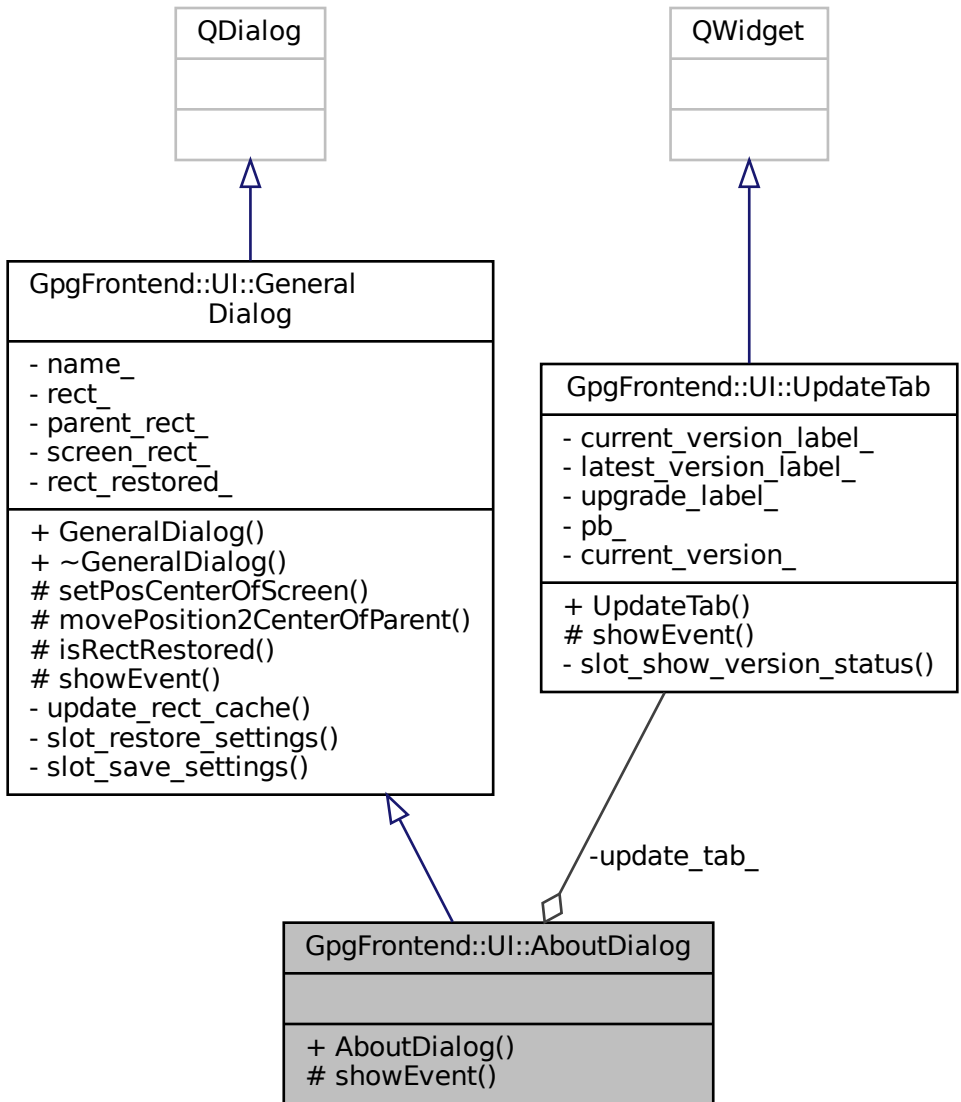 QDialog
QWidget
GpgFrontend::UI::General
Dialog
- name_
- rect_
- parent_rect_
- screen_rect_
- rect_restored_
+ GeneralDialog()
+ ~GeneralDialog()
# setPosCenterOfScreen()
# movePosition2CenterOfParent()
# isRectRestored()
# showEvent()
- update_rect_cache()
- slot_restore_settings()
- slot_save_settings()
GpgFrontend::UI::UpdateTab
- current_version_label_
- latest_version_label_
- upgrade_label_
- pb_
- current_version_
+ UpdateTab()
# showEvent()
- slot_show_version_status()
-update_tab_
GpgFrontend::UI::AboutDialog
+ AboutDialog()
# showEvent()